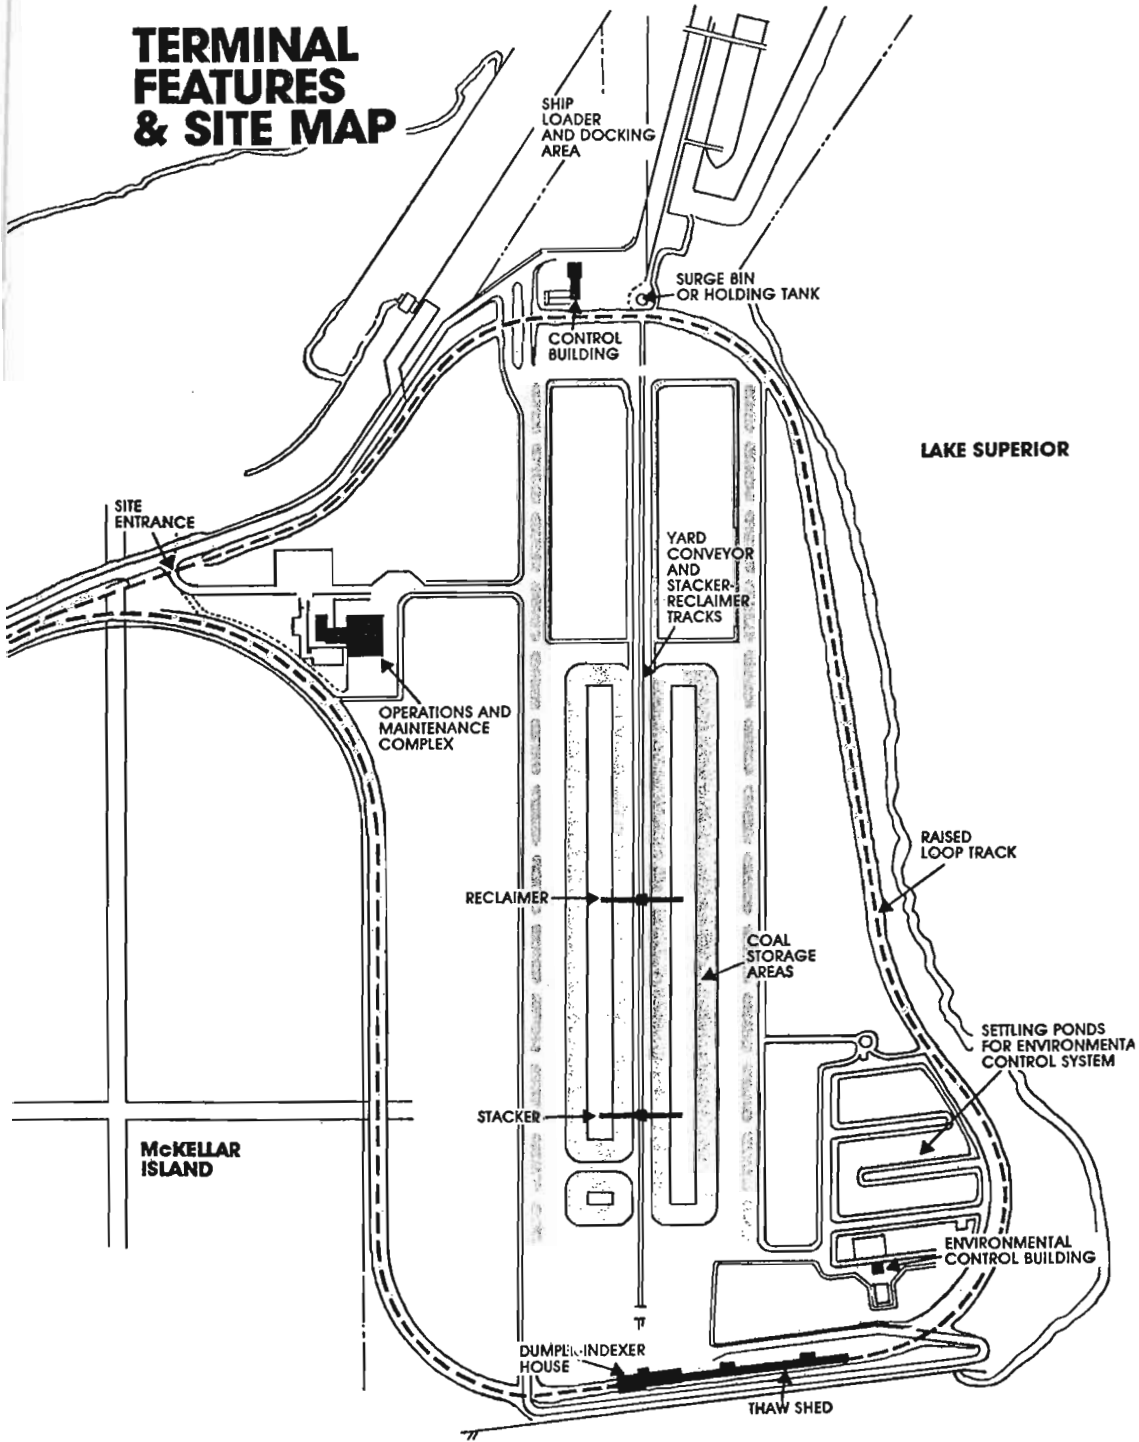 TERMINAL
FEATURES
& SITE MAP
SHIP
LOADER
AND DOCKING
AREA
SURGE BIN
OR HOLDING TANK
CONTROL
BUILDING
LAKE SUPERIOR
SITE
ENTRANCE
YARD
CONVEYOR
AND
STACKER-
RECLAIMER
TRACKS
OPERATIONS AND
MAINTENANCE
COMPLEX
RAISED
LOOP TRACK
RECLAIMER
COAL
STORAGE
AREAS
SETTLING PONDS
FOR ENVIRONMENTA
CONTROL SYSTEM
STACKER
McKELLAR
ISLAND
ENVIRONMENTAL
CONTROL BUILDING
DUMPER-INDEXER
HOUSE
THAW SHED